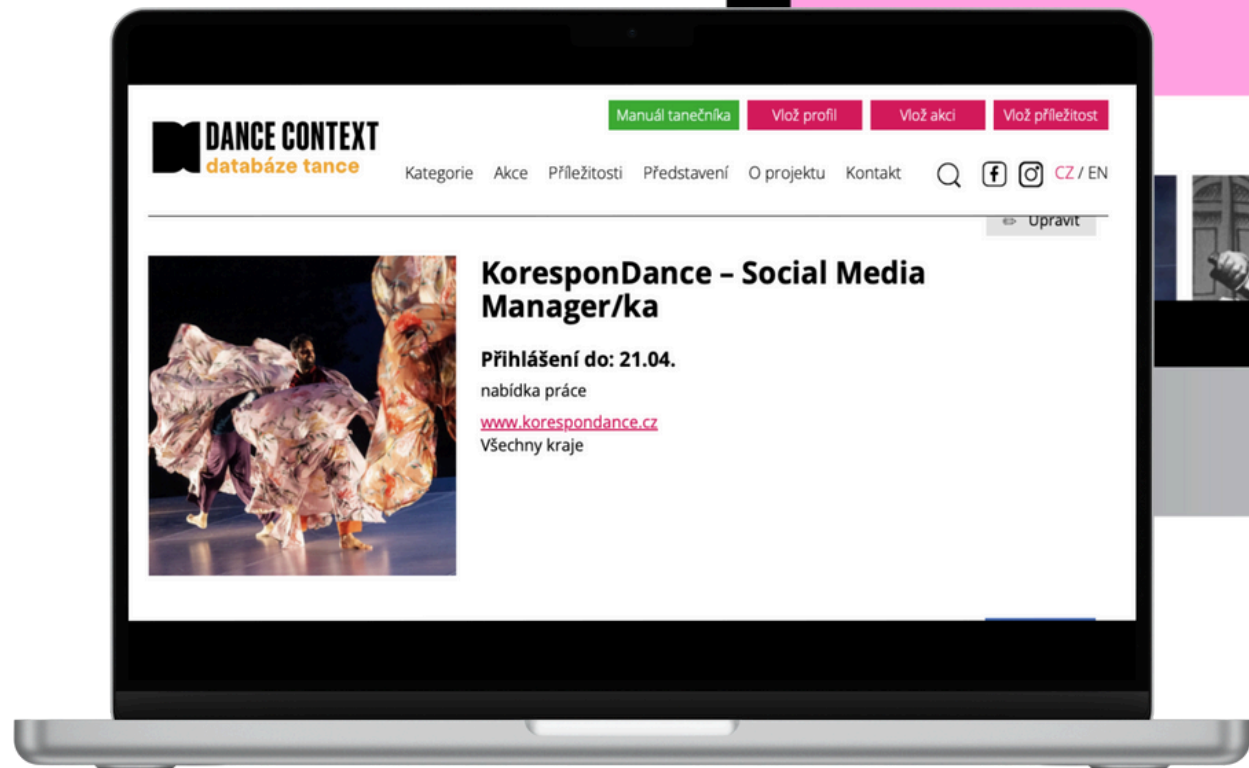 Manuál tanečníka
Vlož profil
Vlož akci
Vlož příležitost
DANCE CONTEXT
databáze tance
Kategorie
Akce
Příležitosti
Představení
O projektu
Kontakt
CZ / EN
Upravit
KoresponDance – Social Media
Manager/ka
Přihlášení do: 21.04.
nabídka práce
www.korespondance.cz
Všechny kraje